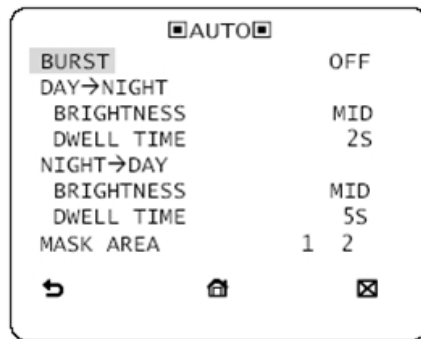 ▣AUTO▣
BURST OFF
DAY→NIGHT
BRIGHTNESS MID
DWELL TIME 2S
NIGHT→DAY
BRIGHTNESS MID
DWELL TIME 5S
MASK AREA 1 2